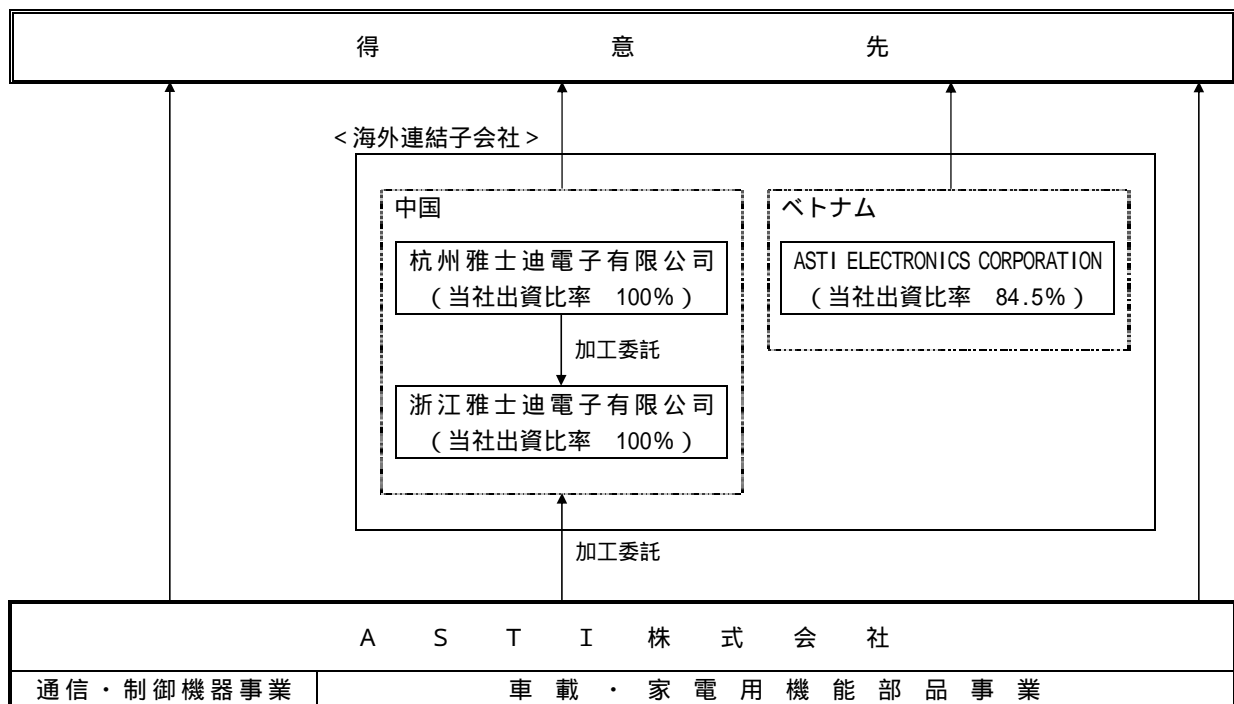 得意先
<海外連結子会社>
中国
杭州雅士迪電子有限公司
(当社出資比率 100%)
加工委託
浙江雅士迪電子有限公司
(当社出資比率 100%)
ベトナム
ASTI ELECTRONICS CORPORATION
(当社出資比率 84.5%)
加工委託
ASTI株式会社
通信・制御機器事業
車載・家電用機能部品事業